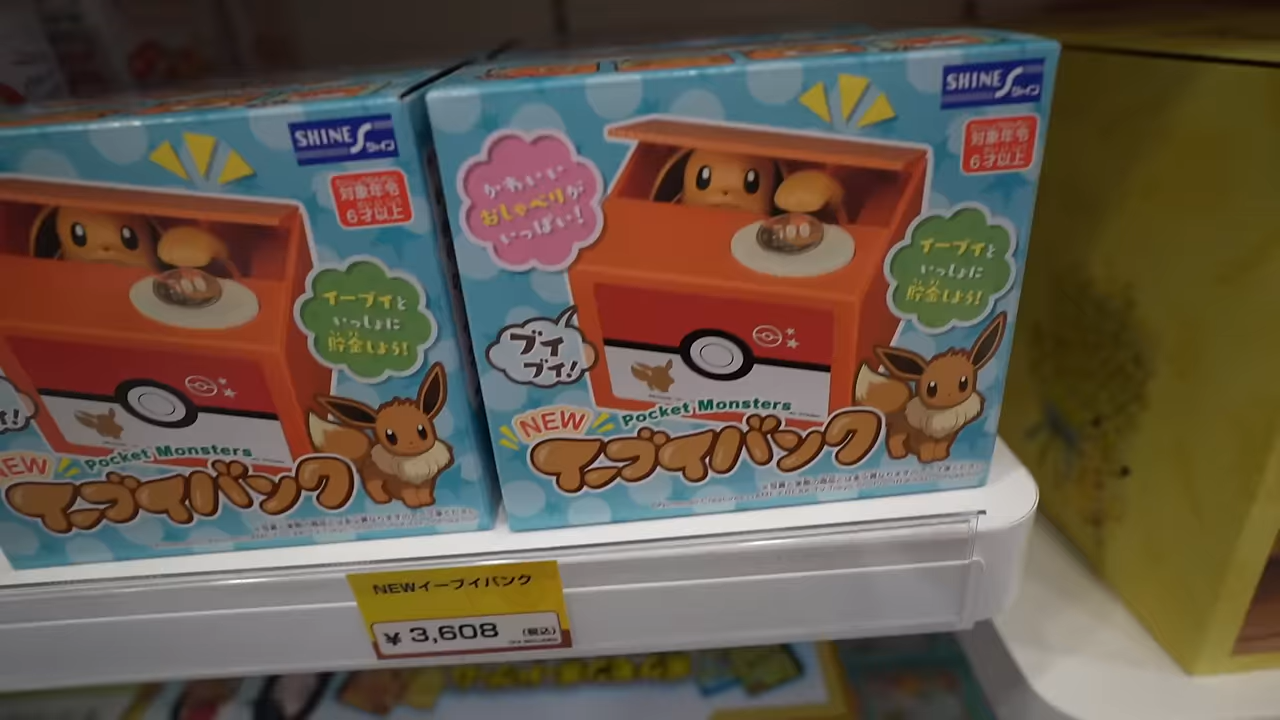 SHINE シャイン
対象年令
6才以上
イーブイと
いっしょに
貯金しよう!
イ!
NEW
Pocket Monsters
イーブイバンク
SHINE シャイン
対象年令
6才以上
かわいい
おしゃべりが
いっぱい!
100
イーブイと
いっしょに
貯金しよう!
ブイ
ブイ!
NEW
Pocket Monsters
イーブイバンク
NEWイーブイバンク
¥3,608 (税込)